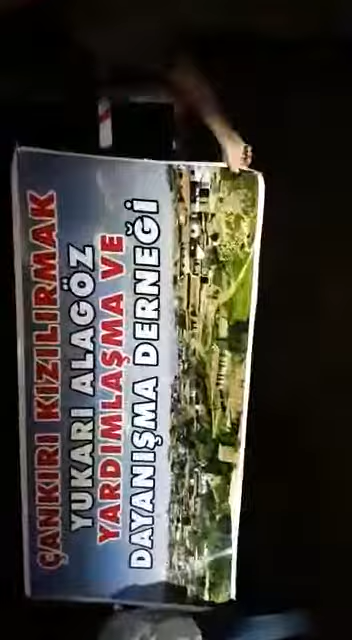 ÇANKIRI KIZILIRMAK
YUKARI ALAGÖZ
YARDIMLAŞMA VE
DAYANIŞMA DERNEĞİ